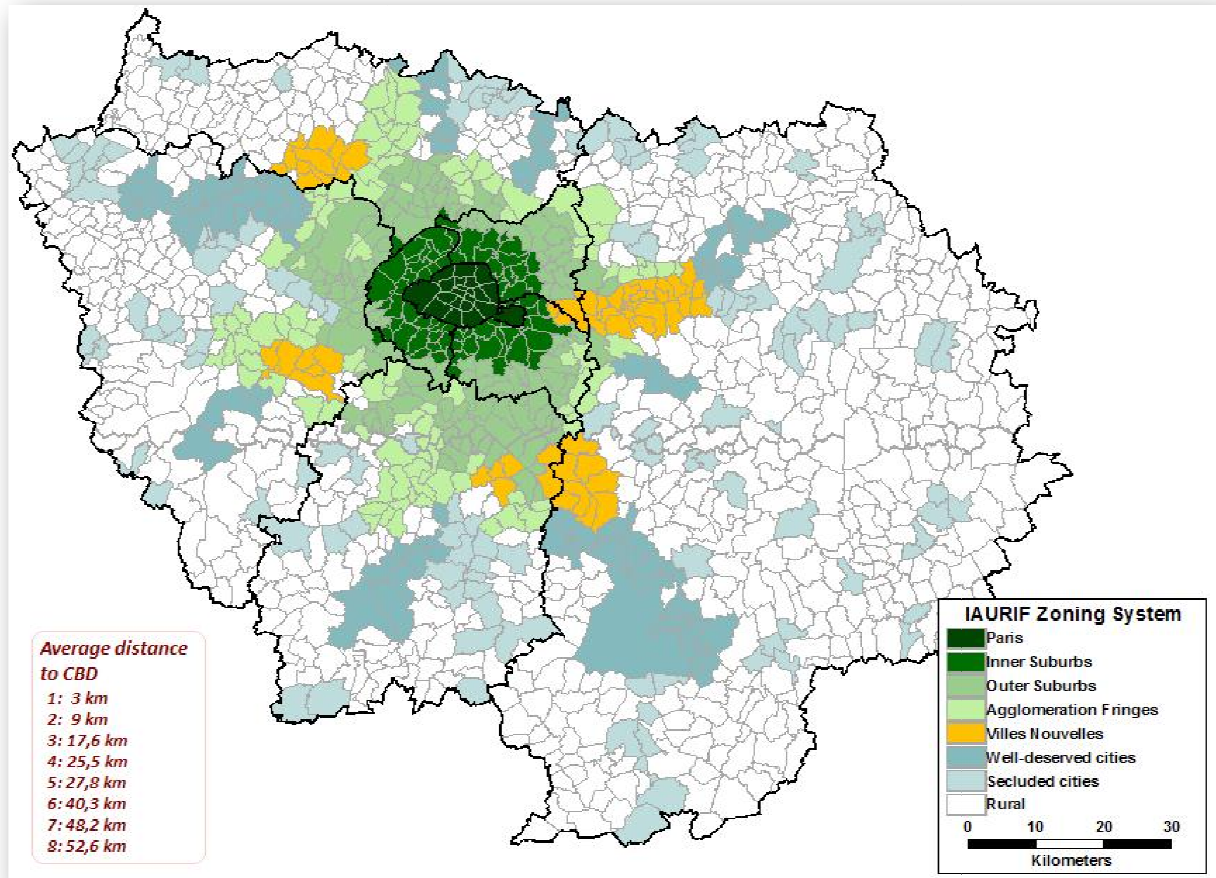 Average distance
to CBD
1: 3 km
2: 9 km
3: 17,6 km
4: 25,5 km
5: 27,8 km
6: 40,3 km
7: 48,2 km
8: 52,6 km
IAURIF Zoning System
Paris
Inner Suburbs
Outer Suburbs
Agglomeration Fringes
Villes Nouvelles
Well-deserved cities
Secluded cities
Rural
0 10 20 30
Kilometers